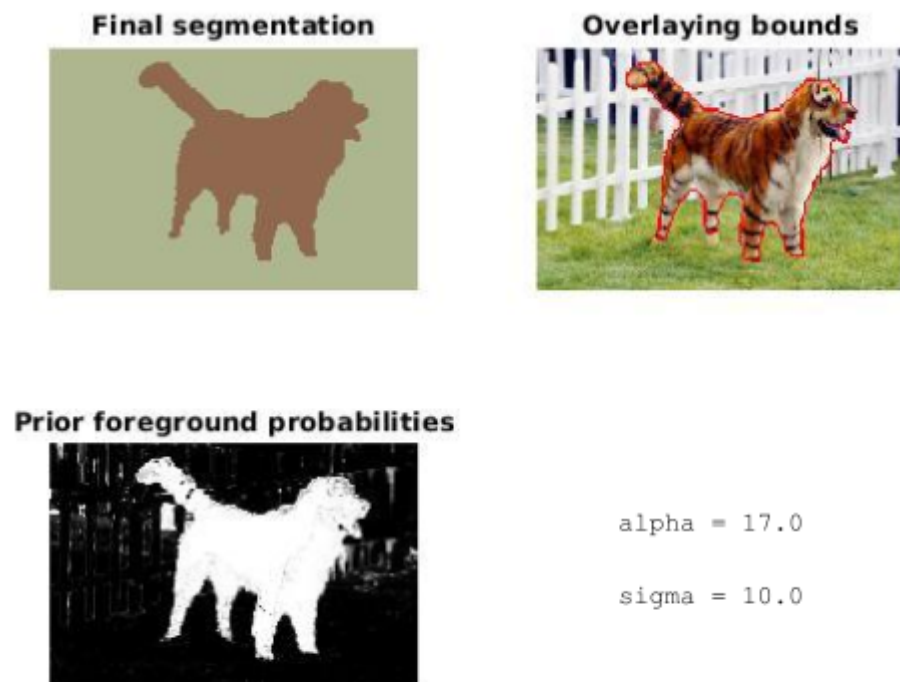 Final segmentation
Overlaying bounds
Prior foreground probabilities
alpha = 17.0
sigma = 10.0